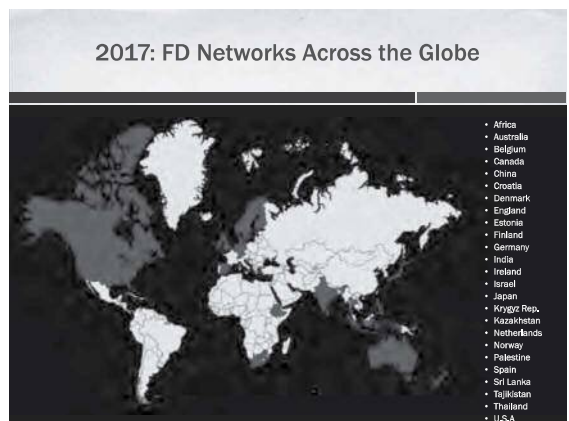 2017: FD Networks Across the Globe
• Africa
• Australia
• Belgium
• Canada
• China
• Croatia
• Denmark
• England
• Estonia
• Finland
• Germany
• India
• Ireland
• Israel
• Japan
• Krygyz Rep.
• Kazakhstan
• Netherlands
• Norway
• Palestine
• Spain
• Sri Lanka
• Tajikistan
• Thailand
• U.S.A